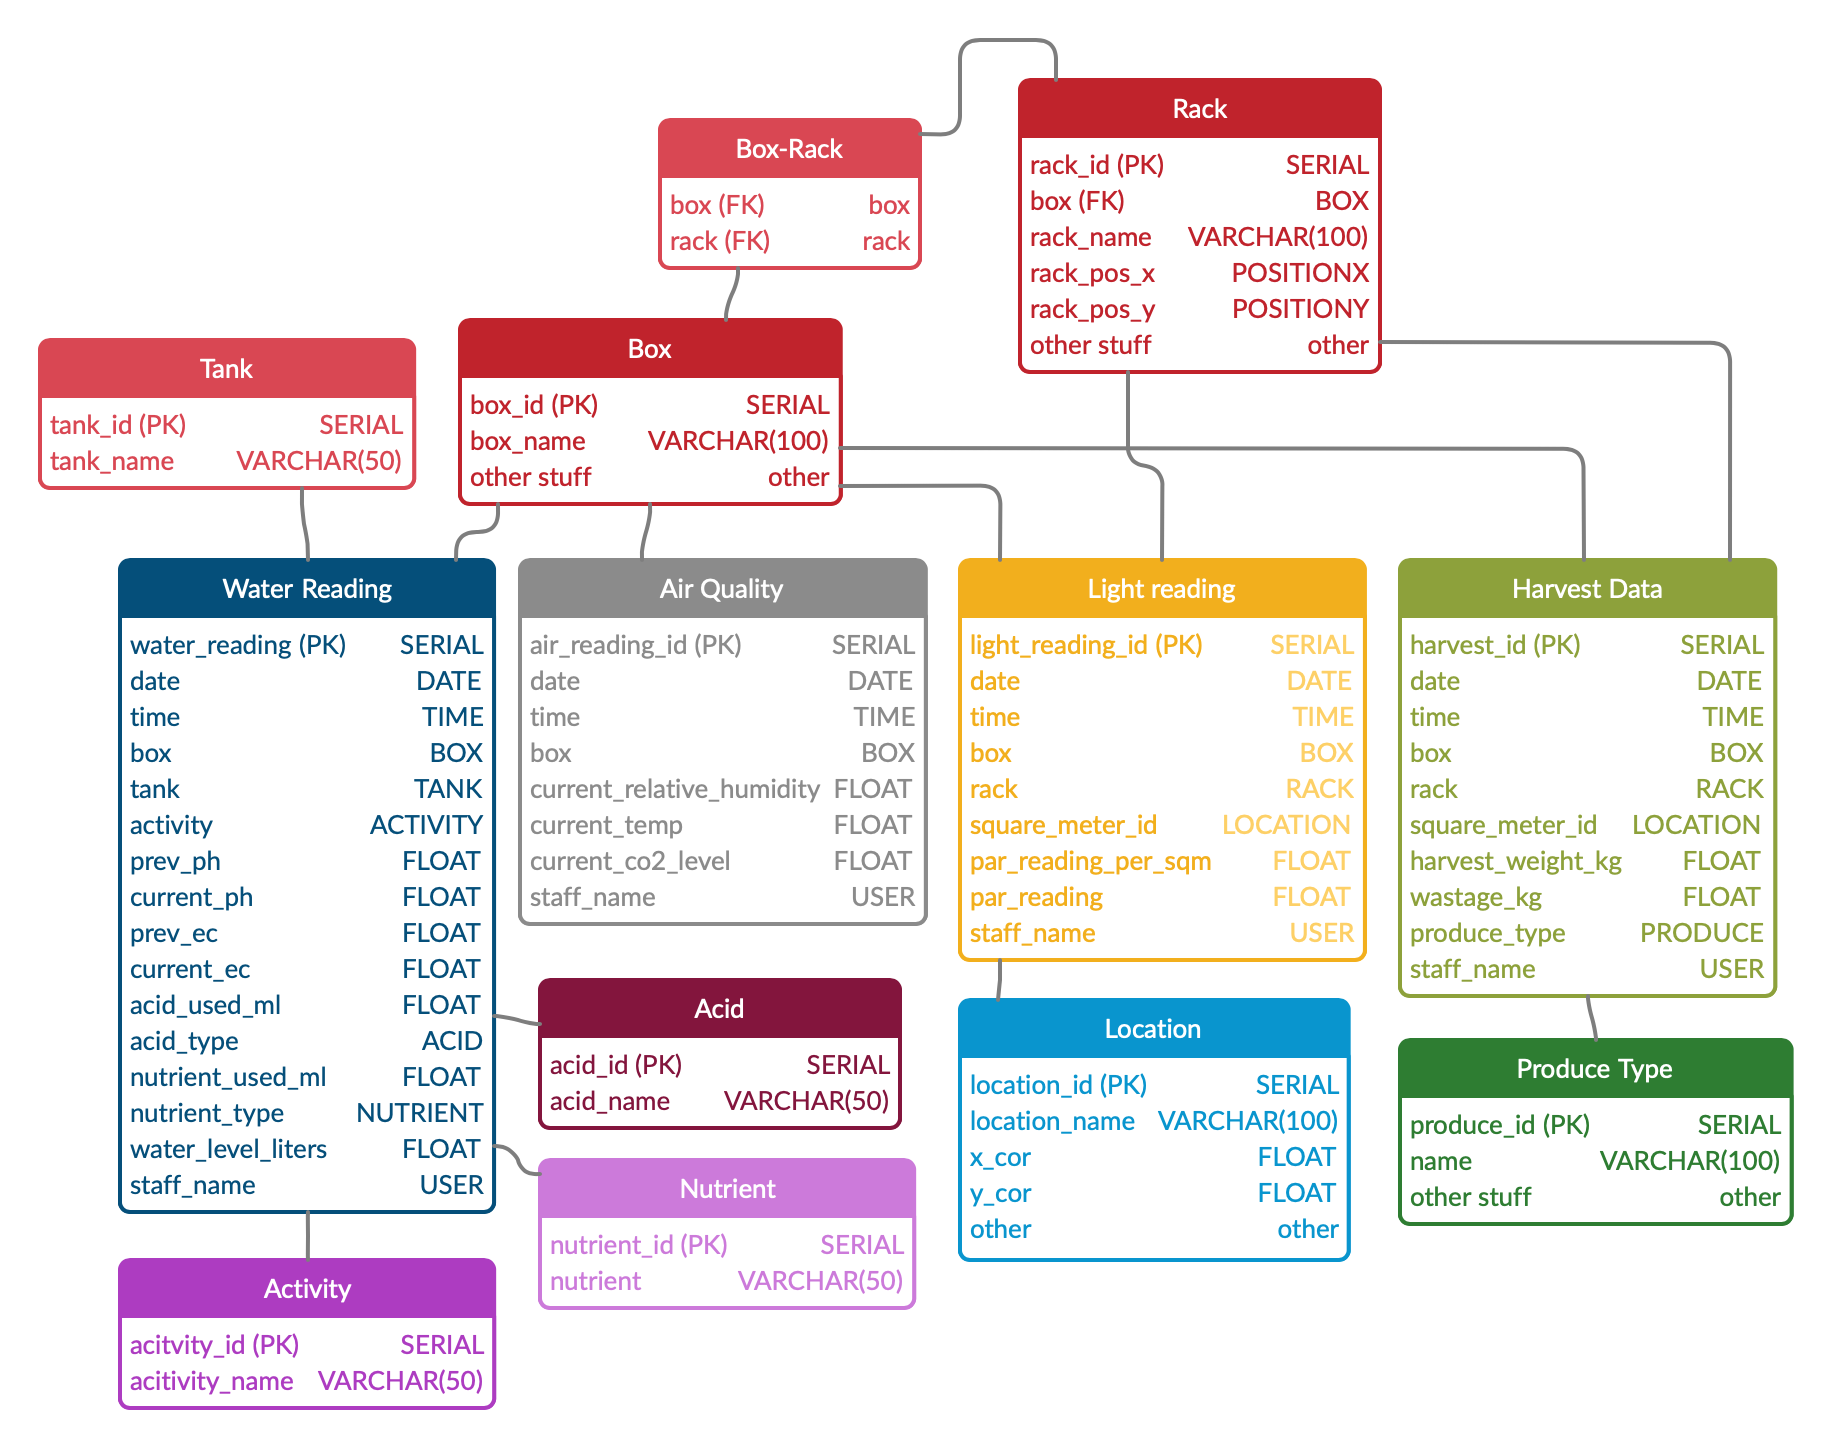 Rack
rack_id (PK) SERIAL
box (FK) BOX
rack_name VARCHAR(100)
rack_pos_x POSITIONX
rack_pos_y POSITIONY
other stuff other
Box-Rack
box (FK) box
rack (FK) rack
Box
box_id (PK) SERIAL
box_name VARCHAR(100)
other stuff other
Tank
tank_id (PK) SERIAL
tank_name VARCHAR(50)
Water Reading
water_reading (PK) SERIAL
date DATE
time TIME
box BOX
tank TANK
activity ACTIVITY
prev_ph FLOAT
current_ph FLOAT
prev_ec FLOAT
current_ec FLOAT
acid_used_ml FLOAT
acid_type ACID
nutrient_used_ml FLOAT
nutrient_type NUTRIENT
water_level_liters FLOAT
staff_name USER
Air Quality
air_reading_id (PK) SERIAL
date DATE
time TIME
box BOX
current_relative_humidity FLOAT
current_temp FLOAT
current_co2_level FLOAT
staff_name USER
Light reading
light_reading_id (PK) SERIAL
date DATE
time TIME
box BOX
rack RACK
square_meter_id LOCATION
par_reading_per_sqm FLOAT
par_reading FLOAT
staff_name USER
Harvest Data
harvest_id (PK) SERIAL
date DATE
time TIME
box BOX
rack RACK
square_meter_id LOCATION
harvest_weight_kg FLOAT
wastage_kg FLOAT
produce_type PRODUCE
staff_name USER
Acid
acid_id (PK) SERIAL
acid_name VARCHAR(50)
Nutrient
nutrient_id (PK) SERIAL
nutrient VARCHAR(50)
Location
location_id (PK) SERIAL
location_name VARCHAR(100)
x_cor FLOAT
y_cor FLOAT
other other
Produce Type
produce_id (PK) SERIAL
name VARCHAR(100)
other stuff other
Activity
acitvity_id (PK) SERIAL
acitivity_name VARCHAR(50)